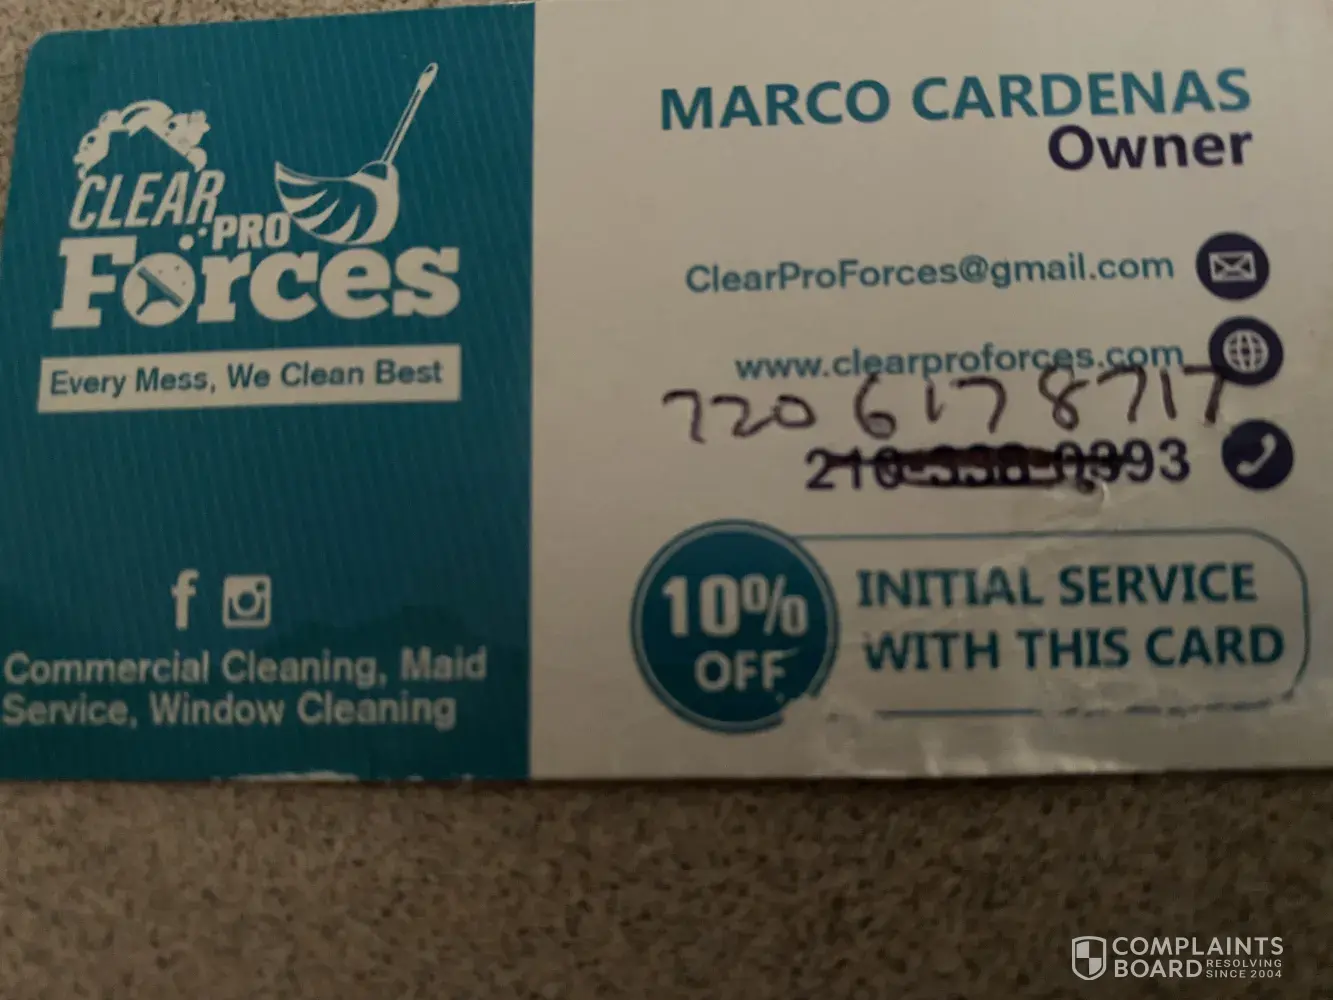 CLEAR
PRO
Forces
Every Mess, We Clean Best
f
Commercial Cleaning, Maid
Service, Window Cleaning
MARCO CARDENAS
Owner
ClearProForces@gmail.com
www.clearproforces.com
720 617 8717
10%
OFF
INITIAL SERVICE
WITH THIS CARD
COMPLAINTS
BOARD RESOLVING
SINCE 2004